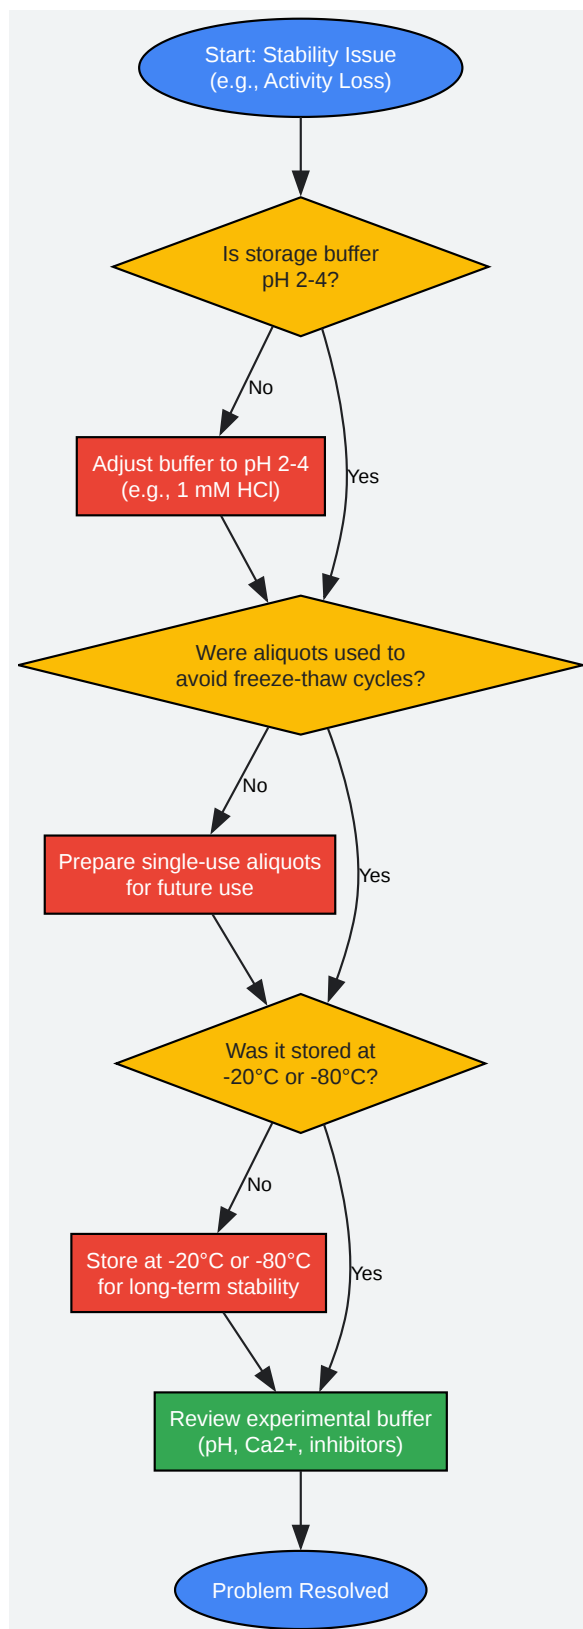 Start: Stability Issue
(e.g., Activity Loss)
Is storage buffer
pH 2-4?
No
Yes
Adjust buffer to pH 2-4
(e.g., 1 mM HCl)
Were aliquots used to
avoid freeze-thaw cycles?
No
Yes
Prepare single-use aliquots
for future use
Was it stored at
-20°C or -80°C?
No
Yes
Store at -20°C or -80°C
for long-term stability
Review experimental buffer
(pH, Ca2+, inhibitors)
Problem Resolved